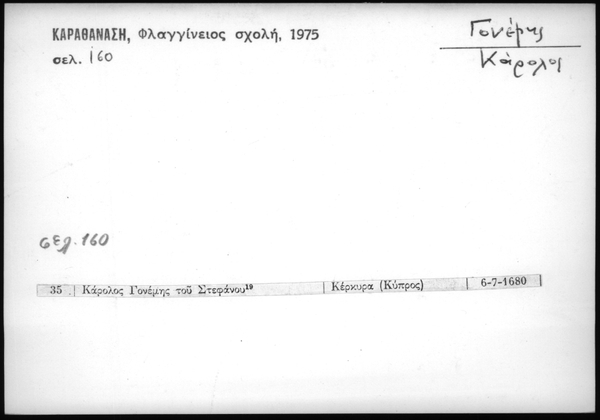 ΚΑΡΑΘΑΝΑΣΗ, Φλαγγίνειος σχολή, 1975
σελ. 160
Γονέμης
Κάρολος
σελ. 160
35 | Κάρολος Γονέμης τοῦ Στεφάνου¹⁹ | Κέρκυρα (Κύπρος) | 6-7-1680 |